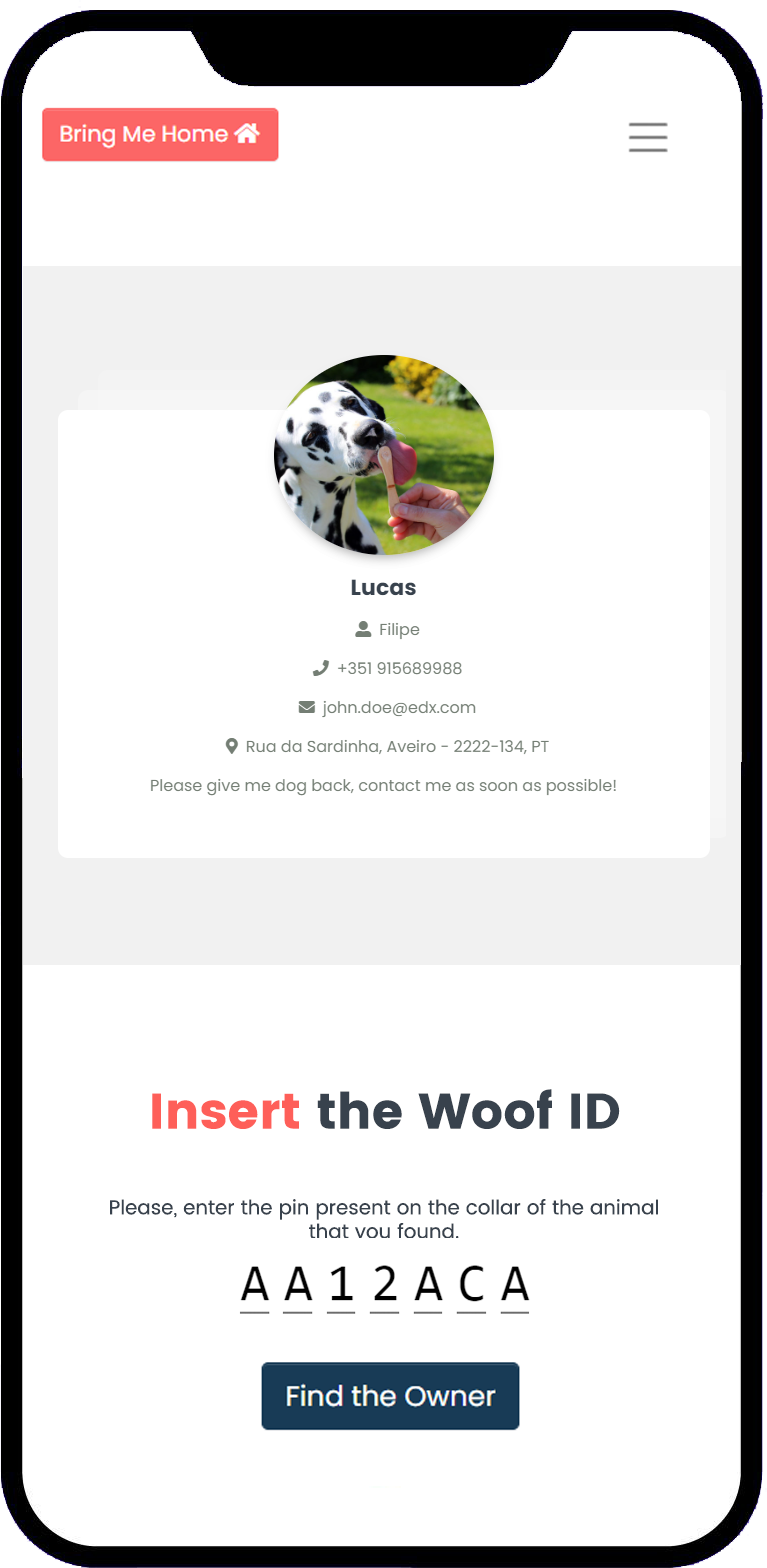 Bring Me Home
Lucas
Filipe
+351 915689988
john.doe@edx.com
Rua da Sardinha, Aveiro - 2222-134, PT
Please give me dog back, contact me as soon as possible!
Insert the Woof ID
Please, enter the pin present on the collar of the animal
that you found.
A A 1 2 A C A
Find the Owner